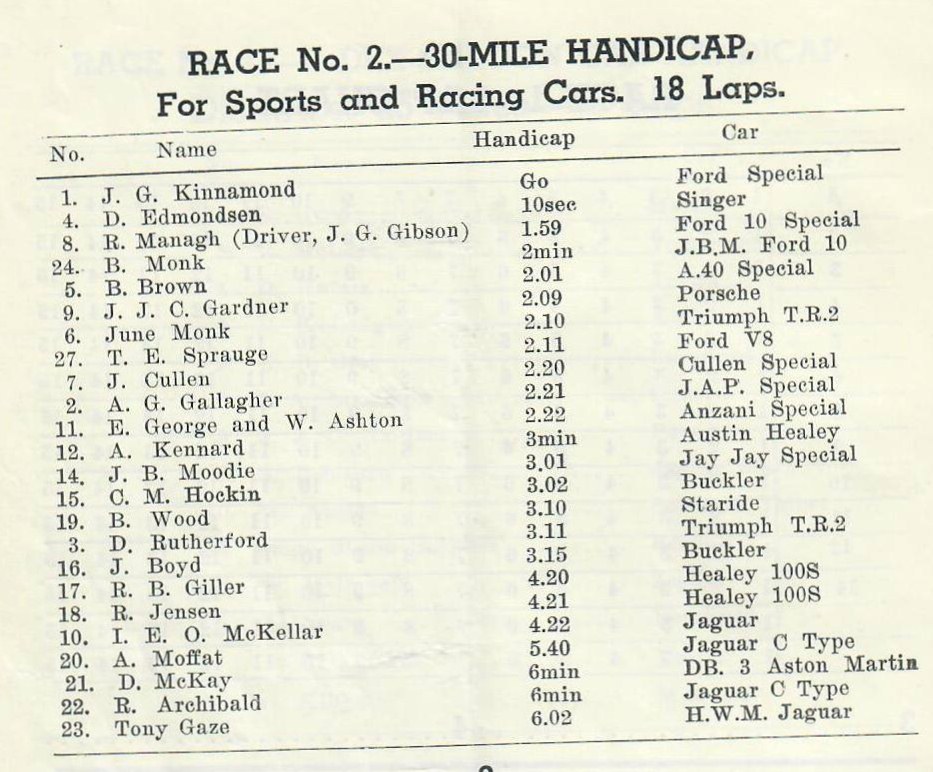 RACE No. 2.—30-MILE HANDICAP.
For Sports and Racing Cars. 18 Laps.
No. Name Handicap Car
1. J. G. Kinnamond Go Ford Special
4. D. Edmondsen 10sec Singer
8. R. Managh (Driver, J. G. Gibson) 1.59 Ford 10 Special
24. B. Monk 2min J.B.M. Ford 10
5. B. Brown 2.01 A.40 Special
9. J. J. C. Gardner 2.09 Porsche
6. June Monk 2.10 Triumph T.R.2
27. T. E. Sprauge 2.11 Ford V8
7. J. Cullen 2.20 Cullen Special
2. A. G. Gallagher 2.21 J.A.P. Special
11. E. George and W. Ashton 2.22 Anzani Special
12. A. Kennard 3min Austin Healey
14. J. B. Moodie 3.01 Jay Jay Special
15. C. M. Hockin 3.02 Buckler
19. B. Wood 3.10 Staride
3. D. Rutherford 3.11 Triumph T.R.2
16. J. Boyd 3.15 Buckler
17. R. B. Giller 4.20 Healey 100S
18. R. Jensen 4.21 Healey 100S
10. I. E. O. McKellar 4.22 Jaguar
20. A. Moffat 5.40 Jaguar C Type
21. D. McKay 6min DB. 3 Aston Martin
22. R. Archibald 6min Jaguar C Type
23. Tony Gaze 6.02 H.W.M. Jaguar